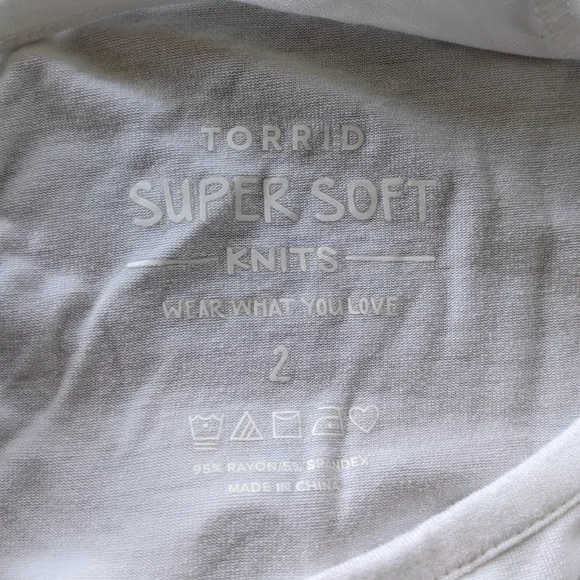 TORRID
SUPER SOFT
KNITS
WEAR WHAT YOU LOVE
2
95% RAYON/5% SPANDEX
MADE IN CHINA